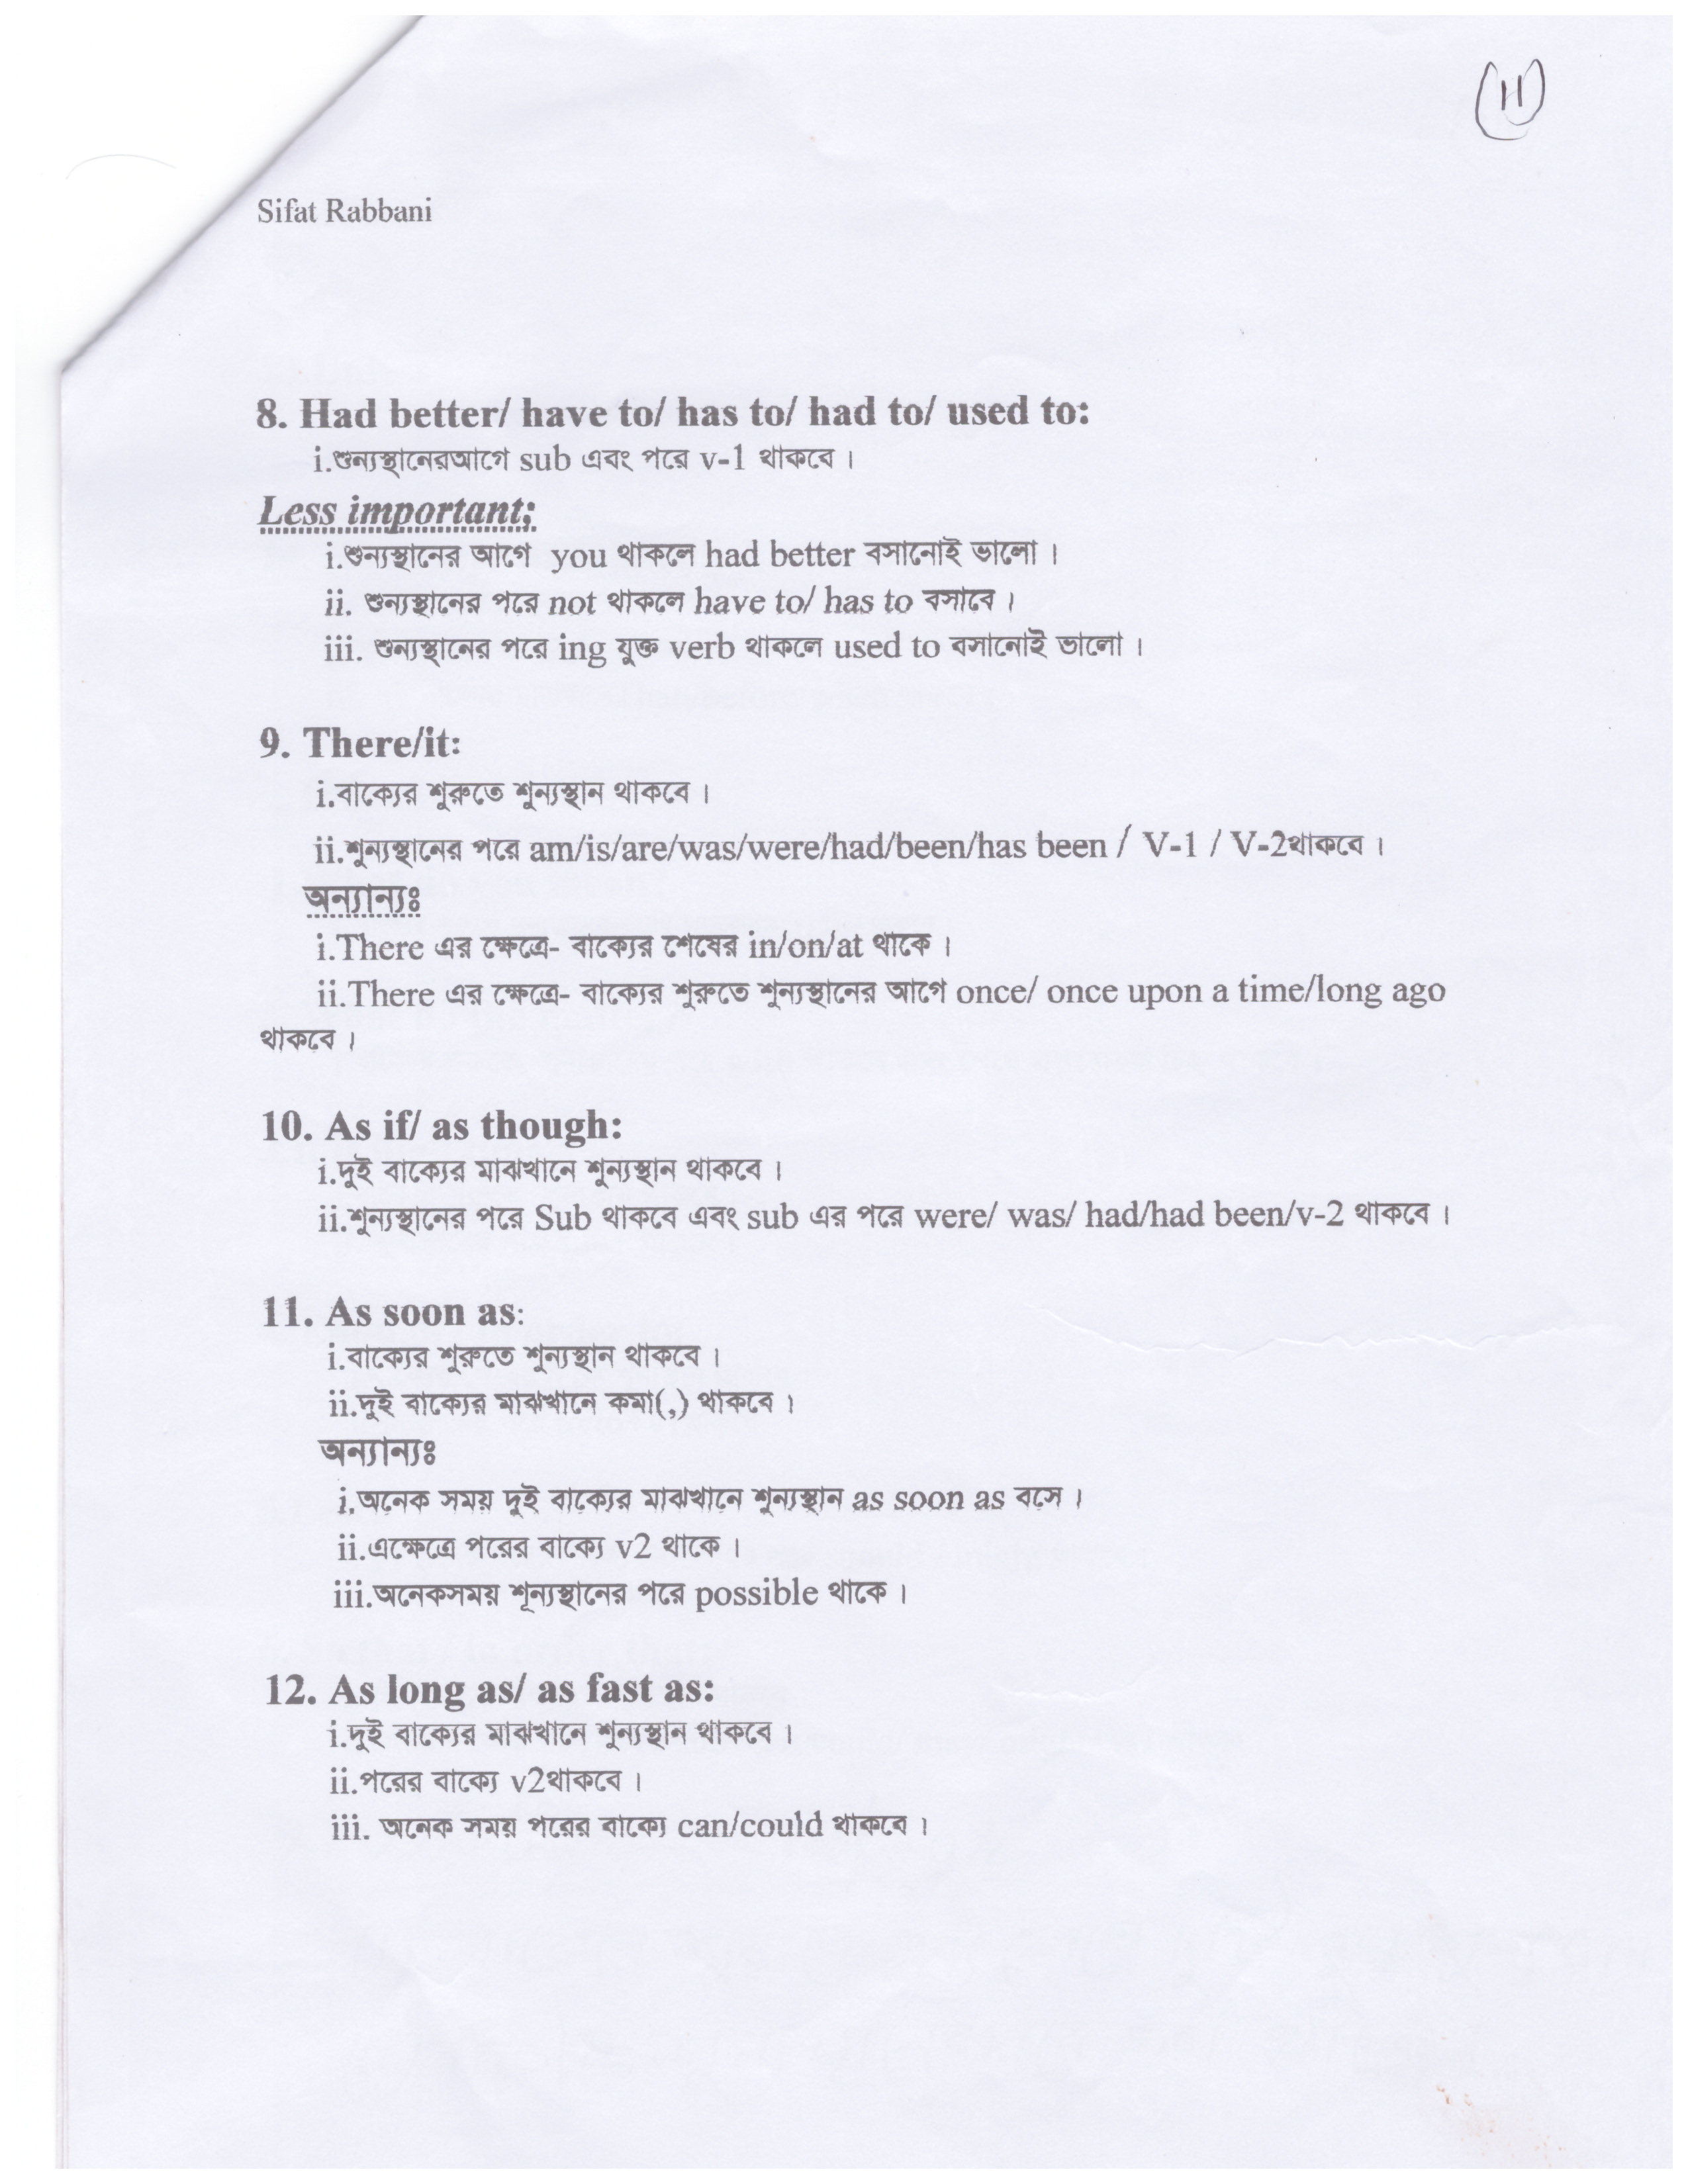 11
Sifat Rabbani
8. Had better/ have to/ has to/ had to/ used to:
i.শুন্যস্থানেরআগে sub এবং পরে v-1 থাকবে ।
Less important;
i.শুন্যস্থানের আগে you থাকলে had better বসানোই ভালো ।
ii. শুন্যস্থানের পরে not থাকলে have to/ has to বসাবে ।
iii. শুন্যস্থানের পরে ing যুক্ত verb থাকলে used to বসানোই ভালো ।
9. There/it:
i.বাক্যের শুরুতে শুন্যস্থান থাকবে ।
ii.শুন্যস্থানের পরে am/is/are/was/were/had/been/has been / V-1 / V-2থাকবে ।
অন্যান্যঃ
i.There এর ক্ষেত্রে- বাক্যের শেষের in/on/at থাকে ।
ii.There এর ক্ষেত্রে- বাক্যের শুরুতে শুন্যস্থানের আগে once/ once upon a time/long ago
থাকবে ।
10. As if/ as though:
i.দুই বাক্যের মাঝখানে শুন্যস্থান থাকবে ।
ii.শুন্যস্থানের পরে Sub থাকবে এবং sub এর পরে were/ was/ had/had been/v-2 থাকবে ।
11. As soon as:
i.বাক্যের শুরুতে শুন্যস্থান থাকবে ।
ii.দুই বাক্যের মাঝখানে কমা(,) থাকবে ।
অন্যান্যঃ
i.অনেক সময় দুই বাক্যের মাঝখানে শুন্যস্থান as soon as বসে ।
ii.এক্ষেত্রে পরের বাক্যে v2 থাকে ।
iii.অনেকসময় শূন্যস্থানের পরে possible থাকে ।
12. As long as/ as fast as:
i.দুই বাক্যের মাঝখানে শুন্যস্থান থাকবে ।
ii.পরের বাক্যে v2থাকবে ।
iii. অনেক সময় পরের বাক্যে can/could থাকবে ।